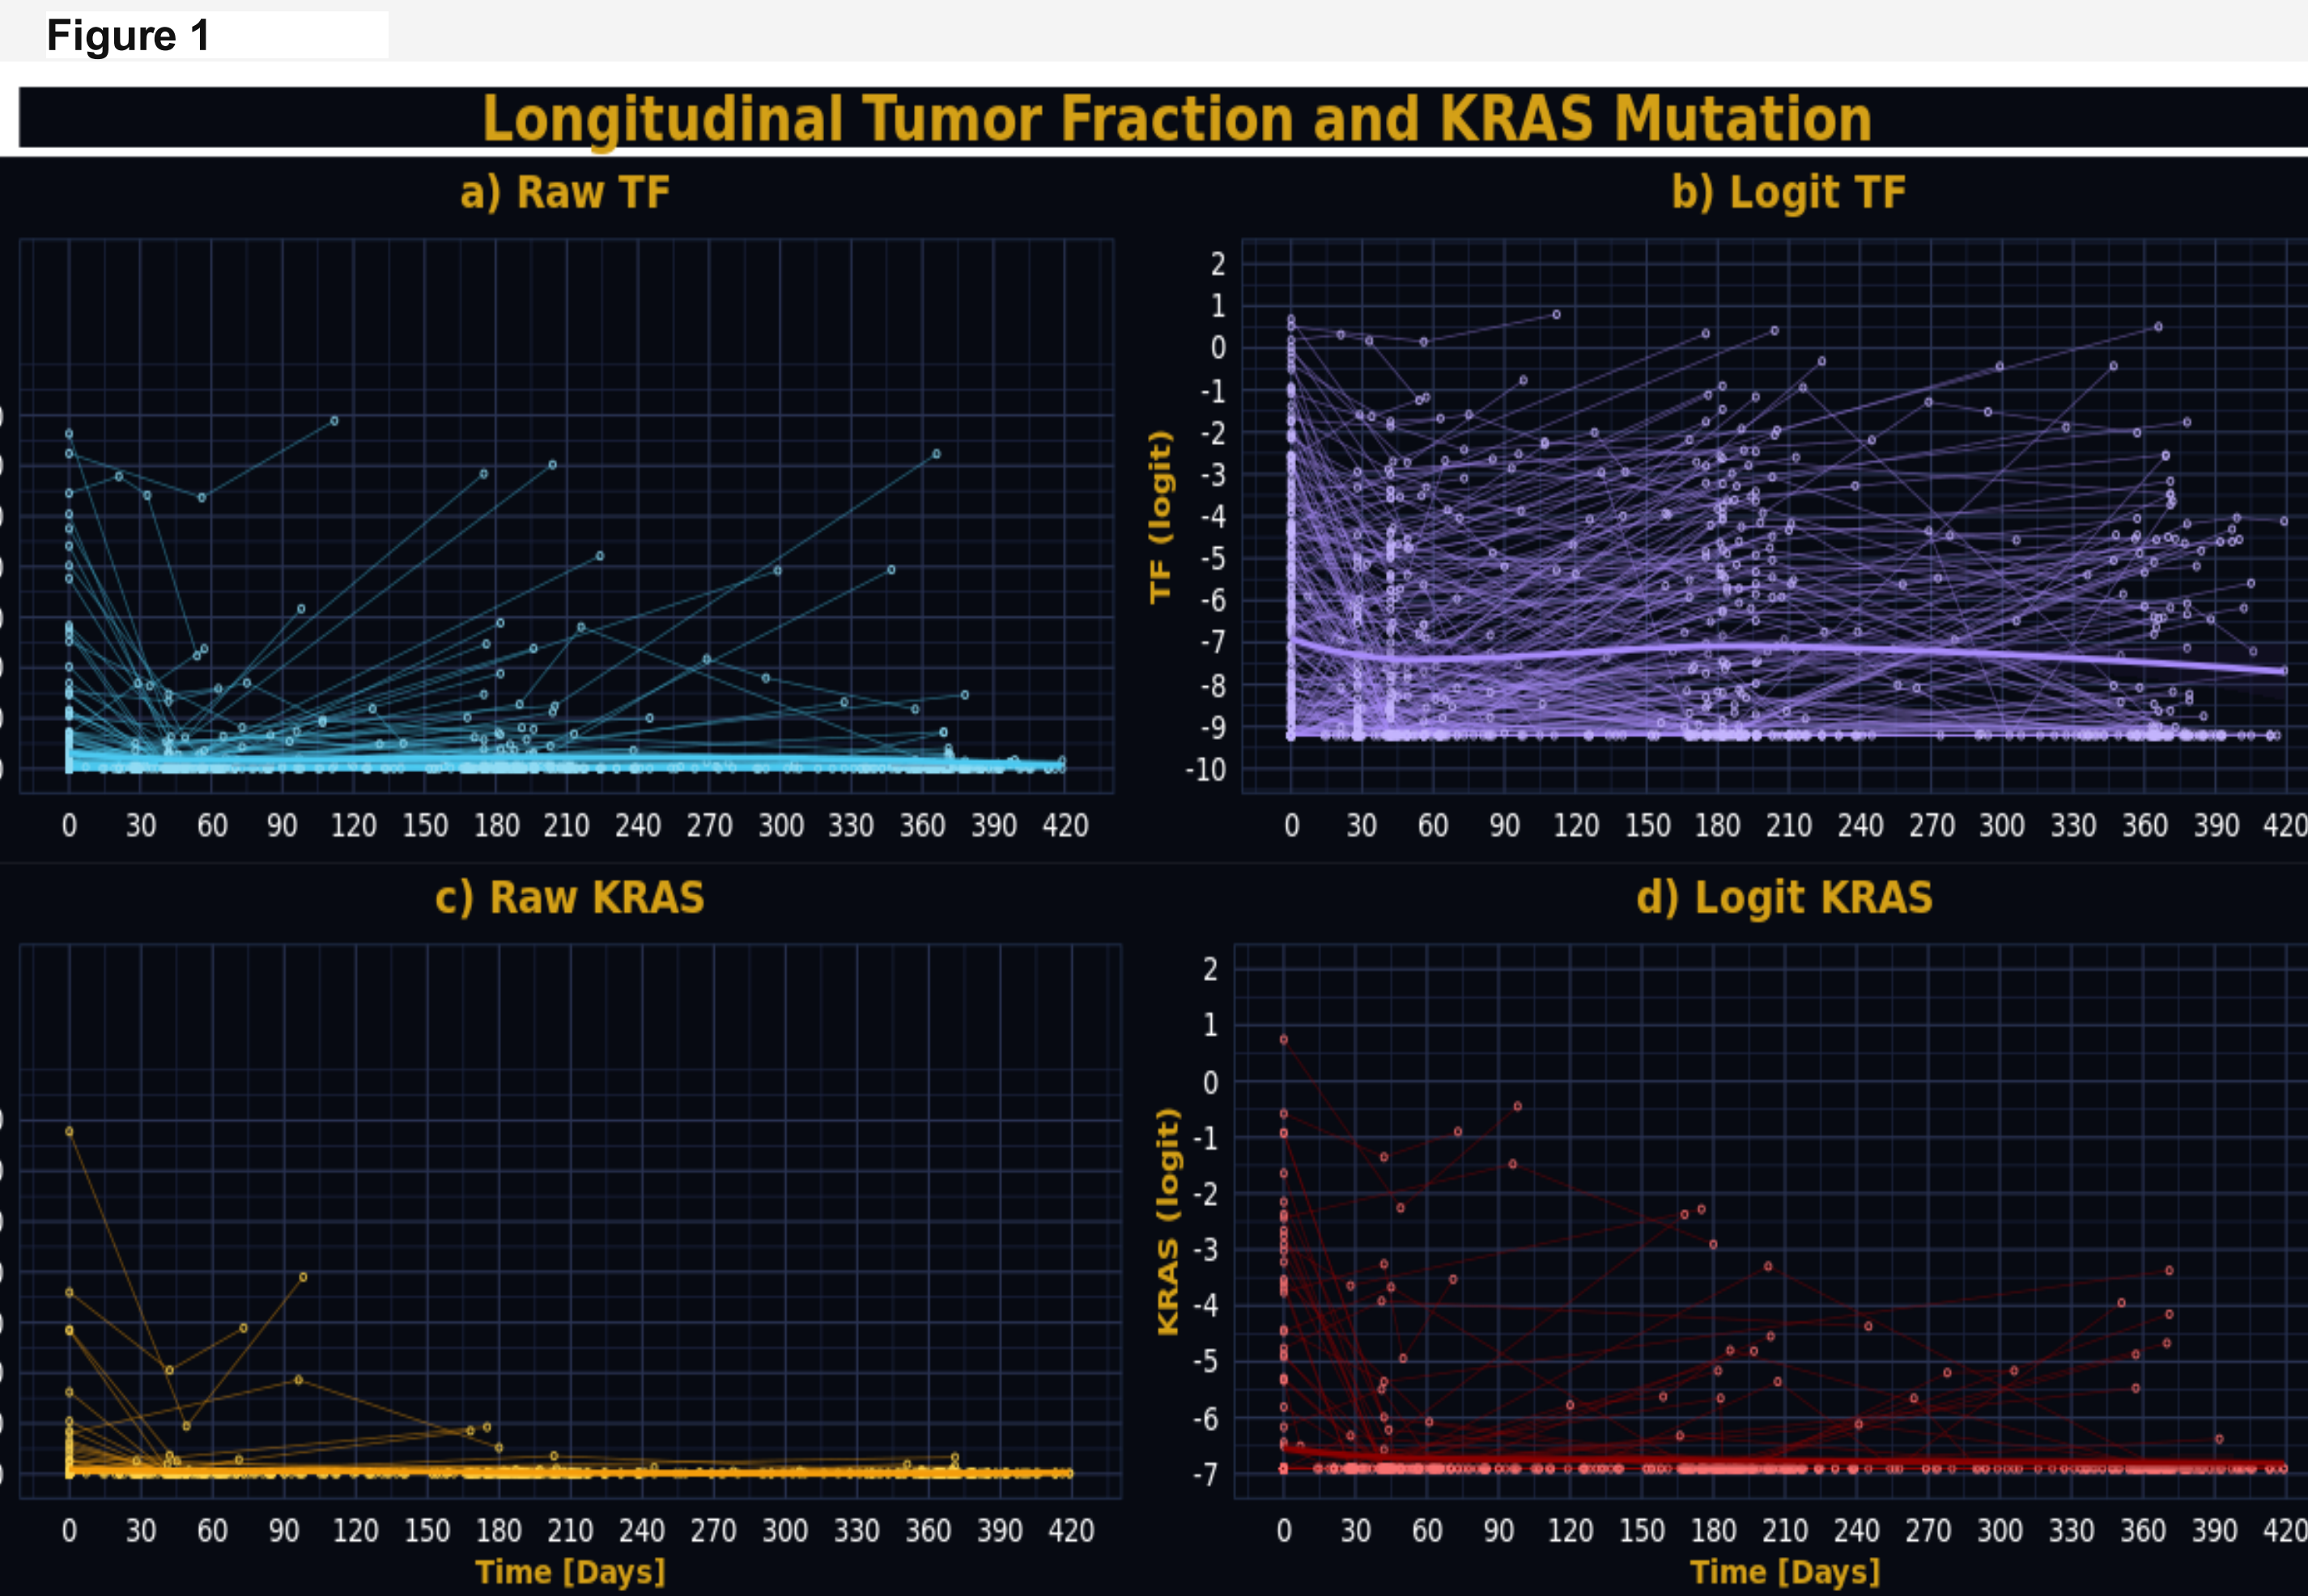 Figure 1
Longitudinal Tumor Fraction and KRAS Mutation
a) Raw TF
b) Logit TF
2
1
0
-1
-2
-3
-4
-5
-6
-7
-8
-9
-10
TF (logit)
0 30 60 90 120 150 180 210 240 270 300 330 360 390 420
0 30 60 90 120 150 180 210 240 270 300 330 360 390 420
c) Raw KRAS
d) Logit KRAS
2
1
0
-1
-2
-3
-4
-5
-6
-7
KRAS (logit)
0 30 60 90 120 150 180 210 240 270 300 330 360 390 420
0 30 60 90 120 150 180 210 240 270 300 330 360 390 420
Time [Days]
Time [Days]